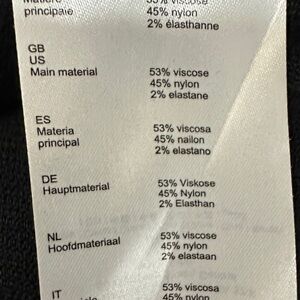 principale 45% nylon
2% élasthanne
GB
US
Main material 53% viscose
45% nylon
2% elastane
ES
Materia 53% viscosa
principal 45% nailon
2% elastano
DE
Hauptmaterial 53% Viskose
45% Nylon
2% Elasthan
NL
Hoofdmateriaal 53% viscose
45% nylon
2% elastaan
IT
53% viscosa